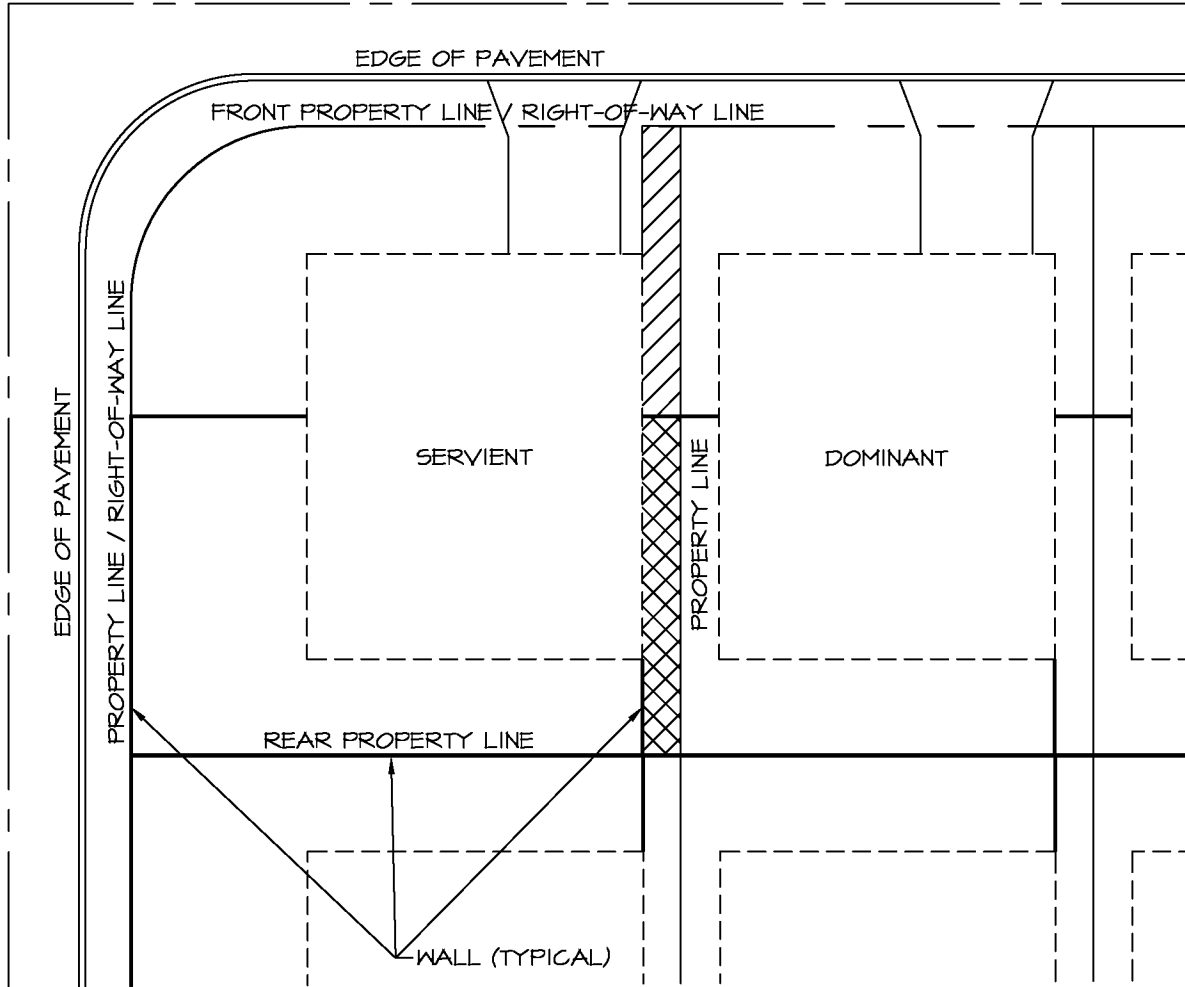 EDGE OF PAVEMENT
FRONT PROPERTY LINE / RIGHT-OF-WAY LINE
PROPERTY LINE / RIGHT-OF-WAY LINE
EDGE OF PAVEMENT
SERVIENT
PROPERTY LINE
DOMINANT
REAR PROPERTY LINE
WALL (TYPICAL)